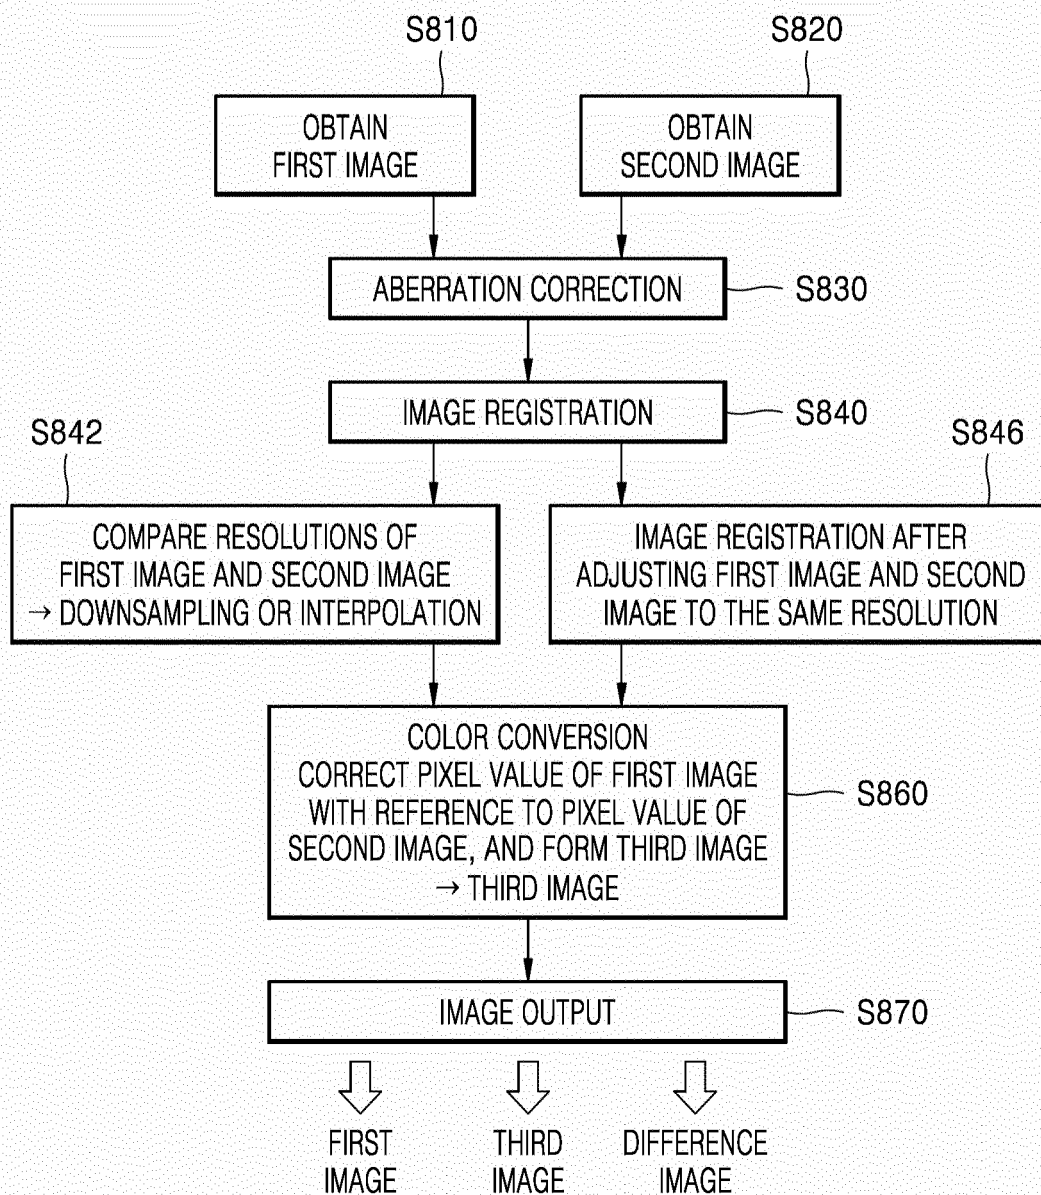 S810
S820
OBTAIN
FIRST IMAGE
OBTAIN
SECOND IMAGE
ABERRATION CORRECTION
S830
IMAGE REGISTRATION
S840
S842
S846
COMPARE RESOLUTIONS OF
FIRST IMAGE AND SECOND IMAGE
→ DOWNSAMPLING OR INTERPOLATION
IMAGE REGISTRATION AFTER
ADJUSTING FIRST IMAGE AND SECOND
IMAGE TO THE SAME RESOLUTION
COLOR CONVERSION
CORRECT PIXEL VALUE OF FIRST IMAGE
WITH REFERENCE TO PIXEL VALUE OF
SECOND IMAGE, AND FORM THIRD IMAGE
→ THIRD IMAGE
S860
IMAGE OUTPUT
S870
FIRST
IMAGE
THIRD
IMAGE
DIFFERENCE
IMAGE